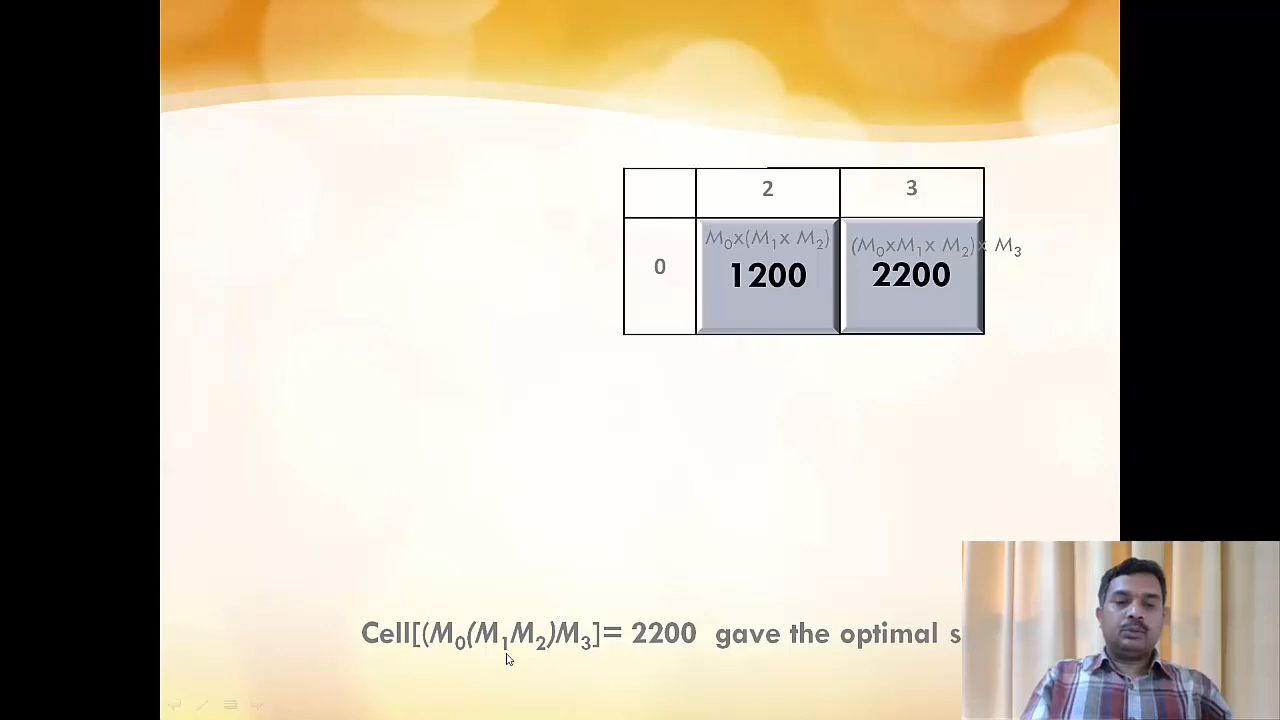 2 3
0
M₀x(M₁x M₂) (M₀xM₁x M₂)x M₃
1200 2200
Cell[(M₀(M₁M₂)M₃]= 2200 gave the optimal s